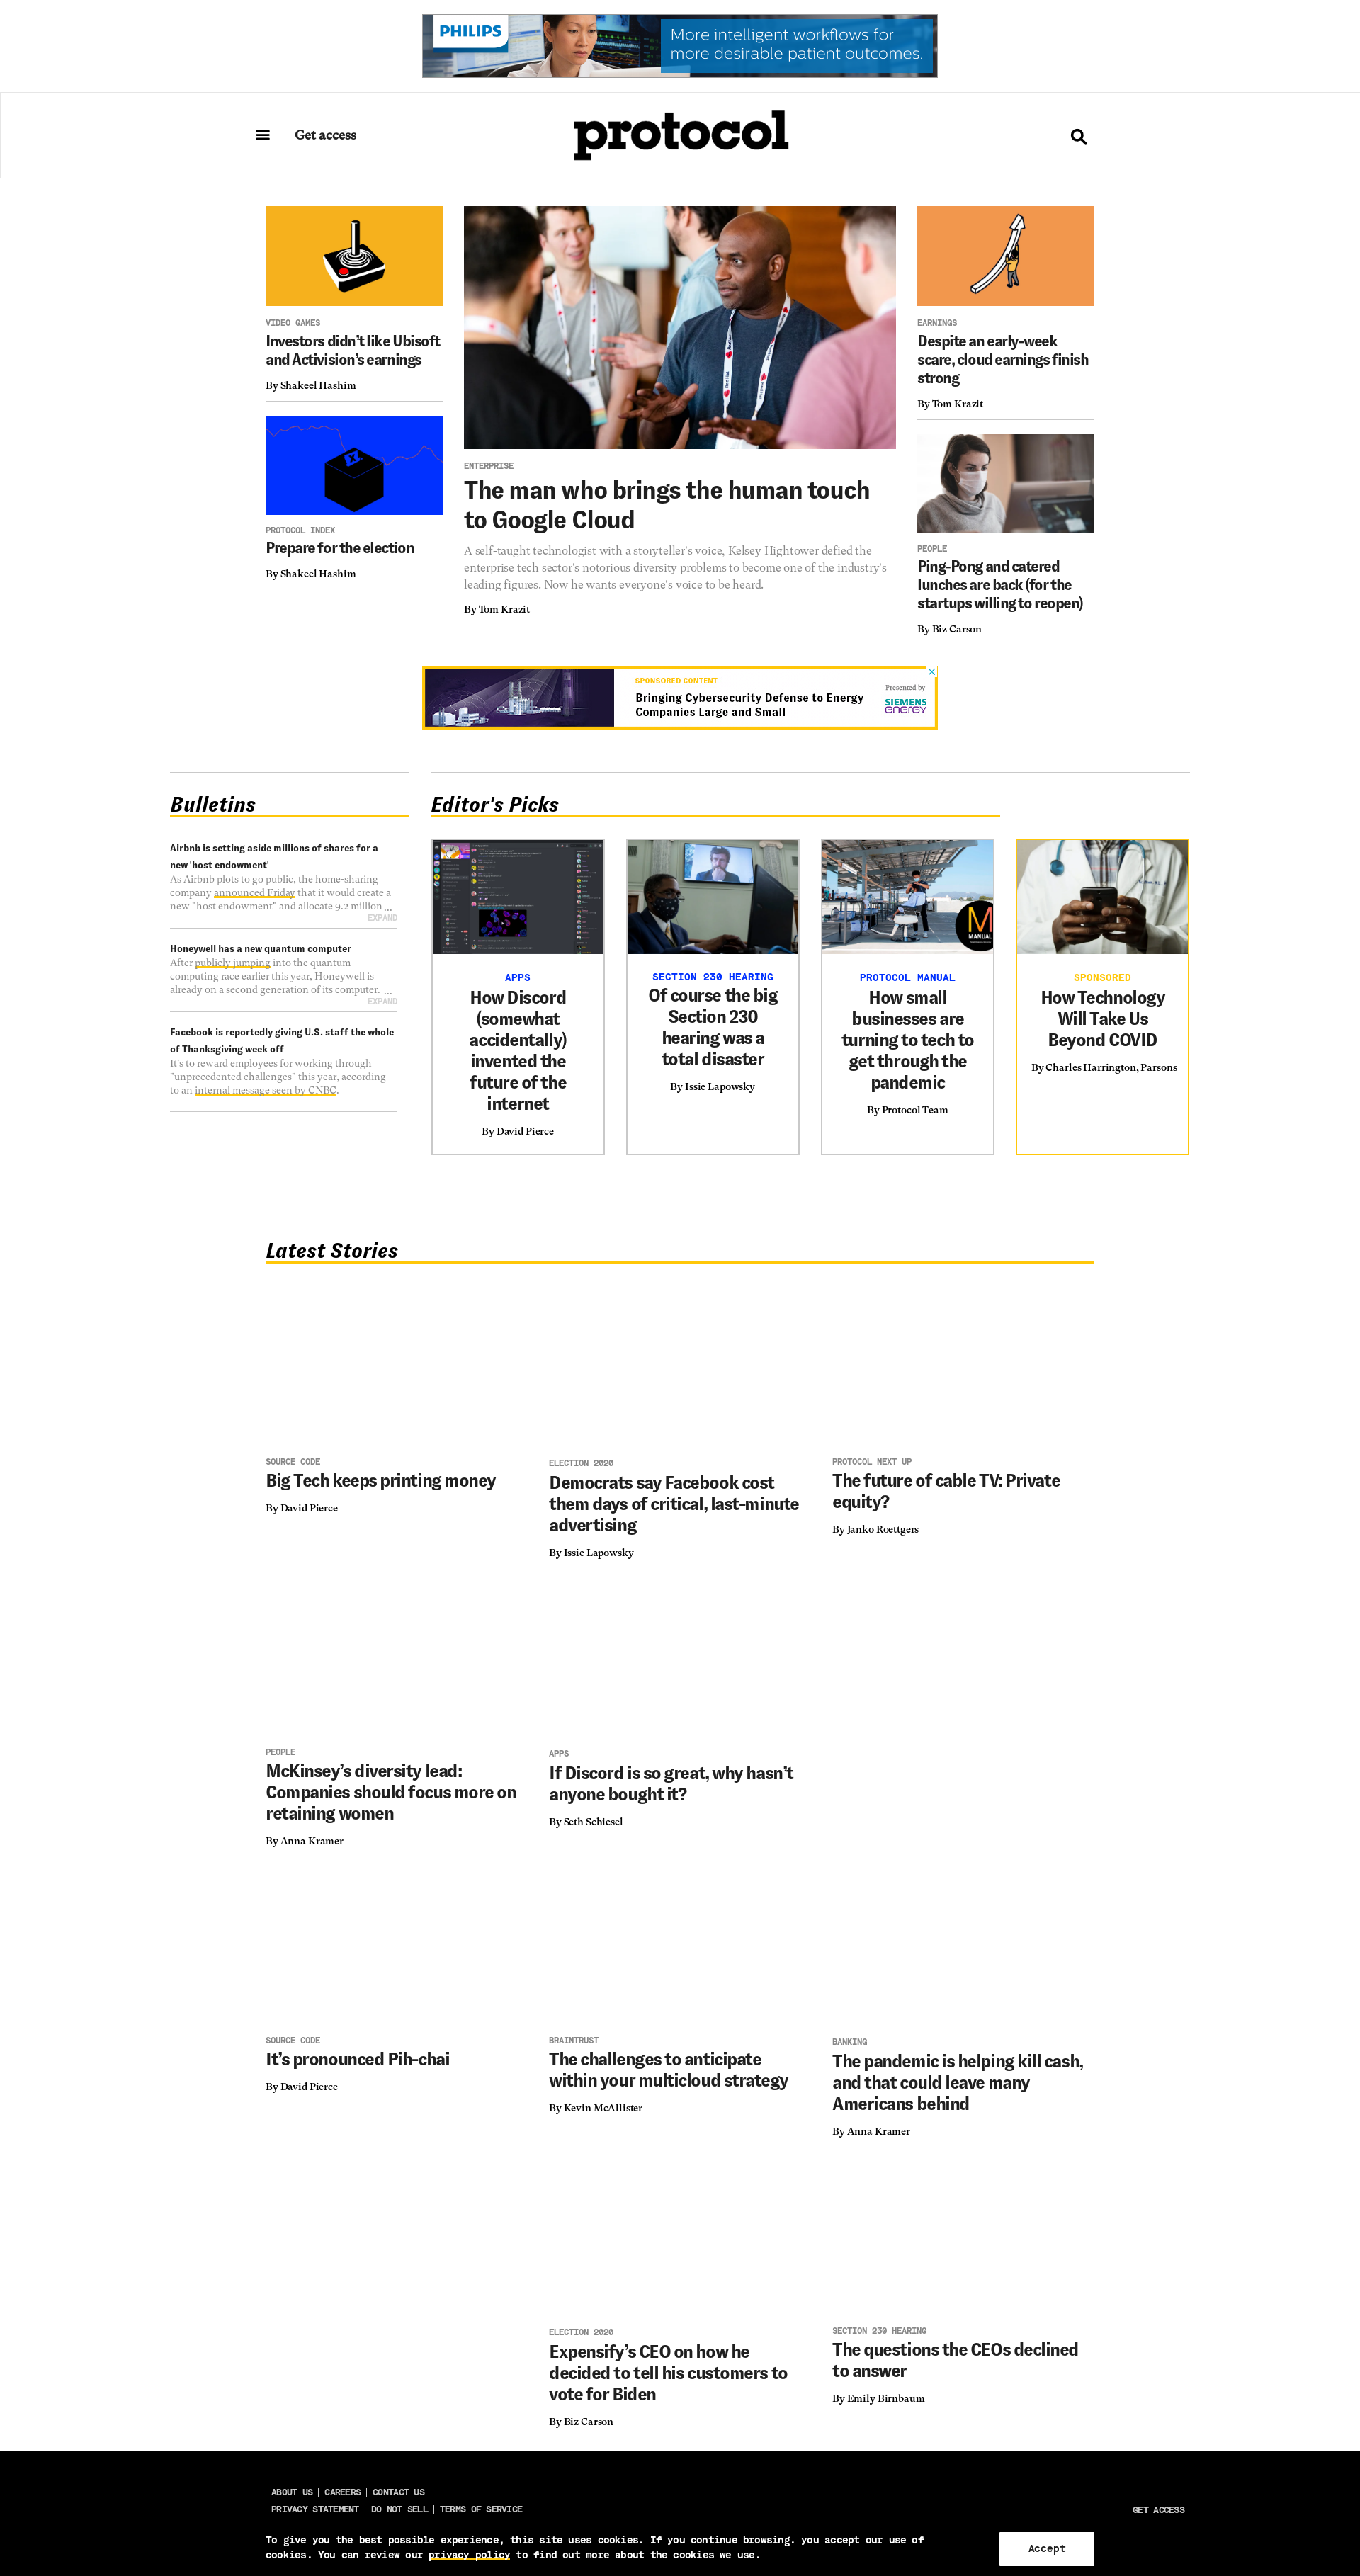 PHILIPS
More intelligent workflows for
more desirable patient outcomes.
Get access
protocol
VIDEO GAMES
Investors didn’t like Ubisoft
and Activision’s earnings
By Shakeel Hashim
PROTOCOL INDEX
Prepare for the election
By Shakeel Hashim
ENTERPRISE
The man who brings the human touch
to Google Cloud
A self-taught technologist with a storyteller's voice, Kelsey Hightower defied the
enterprise tech sector's notorious diversity problems to become one of the industry's
leading figures. Now he wants everyone's voice to be heard.
By Tom Krazit
EARNINGS
Despite an early-week
scare, cloud earnings finish
strong
By Tom Krazit
PEOPLE
Ping-Pong and catered
lunches are back (for the
startups willing to reopen)
By Biz Carson
SPONSORED CONTENT
Bringing Cybersecurity Defense to Energy
Companies Large and Small
Presented by
SIEMENS
energy
Bulletins
Airbnb is setting aside millions of shares for a
new 'host endowment'
As Airbnb plots to go public, the home-sharing
company announced Friday that it would create a
new "host endowment" and allocate 9.2 million ...
EXPAND
Honeywell has a new quantum computer
After publicly jumping into the quantum
computing race earlier this year, Honeywell is
already on a second generation of its computer. ...
EXPAND
Facebook is reportedly giving U.S. staff the whole
of Thanksgiving week off
It's to reward employees for working through
"unprecedented challenges" this year, according
to an internal message seen by CNBC.
Editor's Picks
APPS
How Discord
(somewhat
accidentally)
invented the
future of the
internet
By David Pierce
SECTION 230 HEARING
Of course the big
Section 230
hearing was a
total disaster
By Issie Lapowsky
M
MANUAL
PROTOCOL MANUAL
How small
businesses are
turning to tech to
get through the
pandemic
By Protocol Team
SPONSORED
How Technology
Will Take Us
Beyond COVID
By Charles Harrington, Parsons
Latest Stories
SOURCE CODE
Big Tech keeps printing money
By David Pierce
ELECTION 2020
Democrats say Facebook cost
them days of critical, last-minute
advertising
By Issie Lapowsky
PROTOCOL NEXT UP
The future of cable TV: Private
equity?
By Janko Roettgers
PEOPLE
McKinsey’s diversity lead:
Companies should focus more on
retaining women
By Anna Kramer
APPS
If Discord is so great, why hasn’t
anyone bought it?
By Seth Schiesel
SOURCE CODE
It’s pronounced Pih-chai
By David Pierce
BRAINTRUST
The challenges to anticipate
within your multicloud strategy
By Kevin McAllister
BANKING
The pandemic is helping kill cash,
and that could leave many
Americans behind
By Anna Kramer
ELECTION 2020
Expensify’s CEO on how he
decided to tell his customers to
vote for Biden
By Biz Carson
SECTION 230 HEARING
The questions the CEOs declined
to answer
By Emily Birnbaum
ABOUT US | CAREERS | CONTACT US
PRIVACY STATEMENT | DO NOT SELL | TERMS OF SERVICE
GET ACCESS
To give you the best possible experience, this site uses cookies. If you continue browsing. you accept our use of
cookies. You can review our privacy policy to find out more about the cookies we use.
Accept